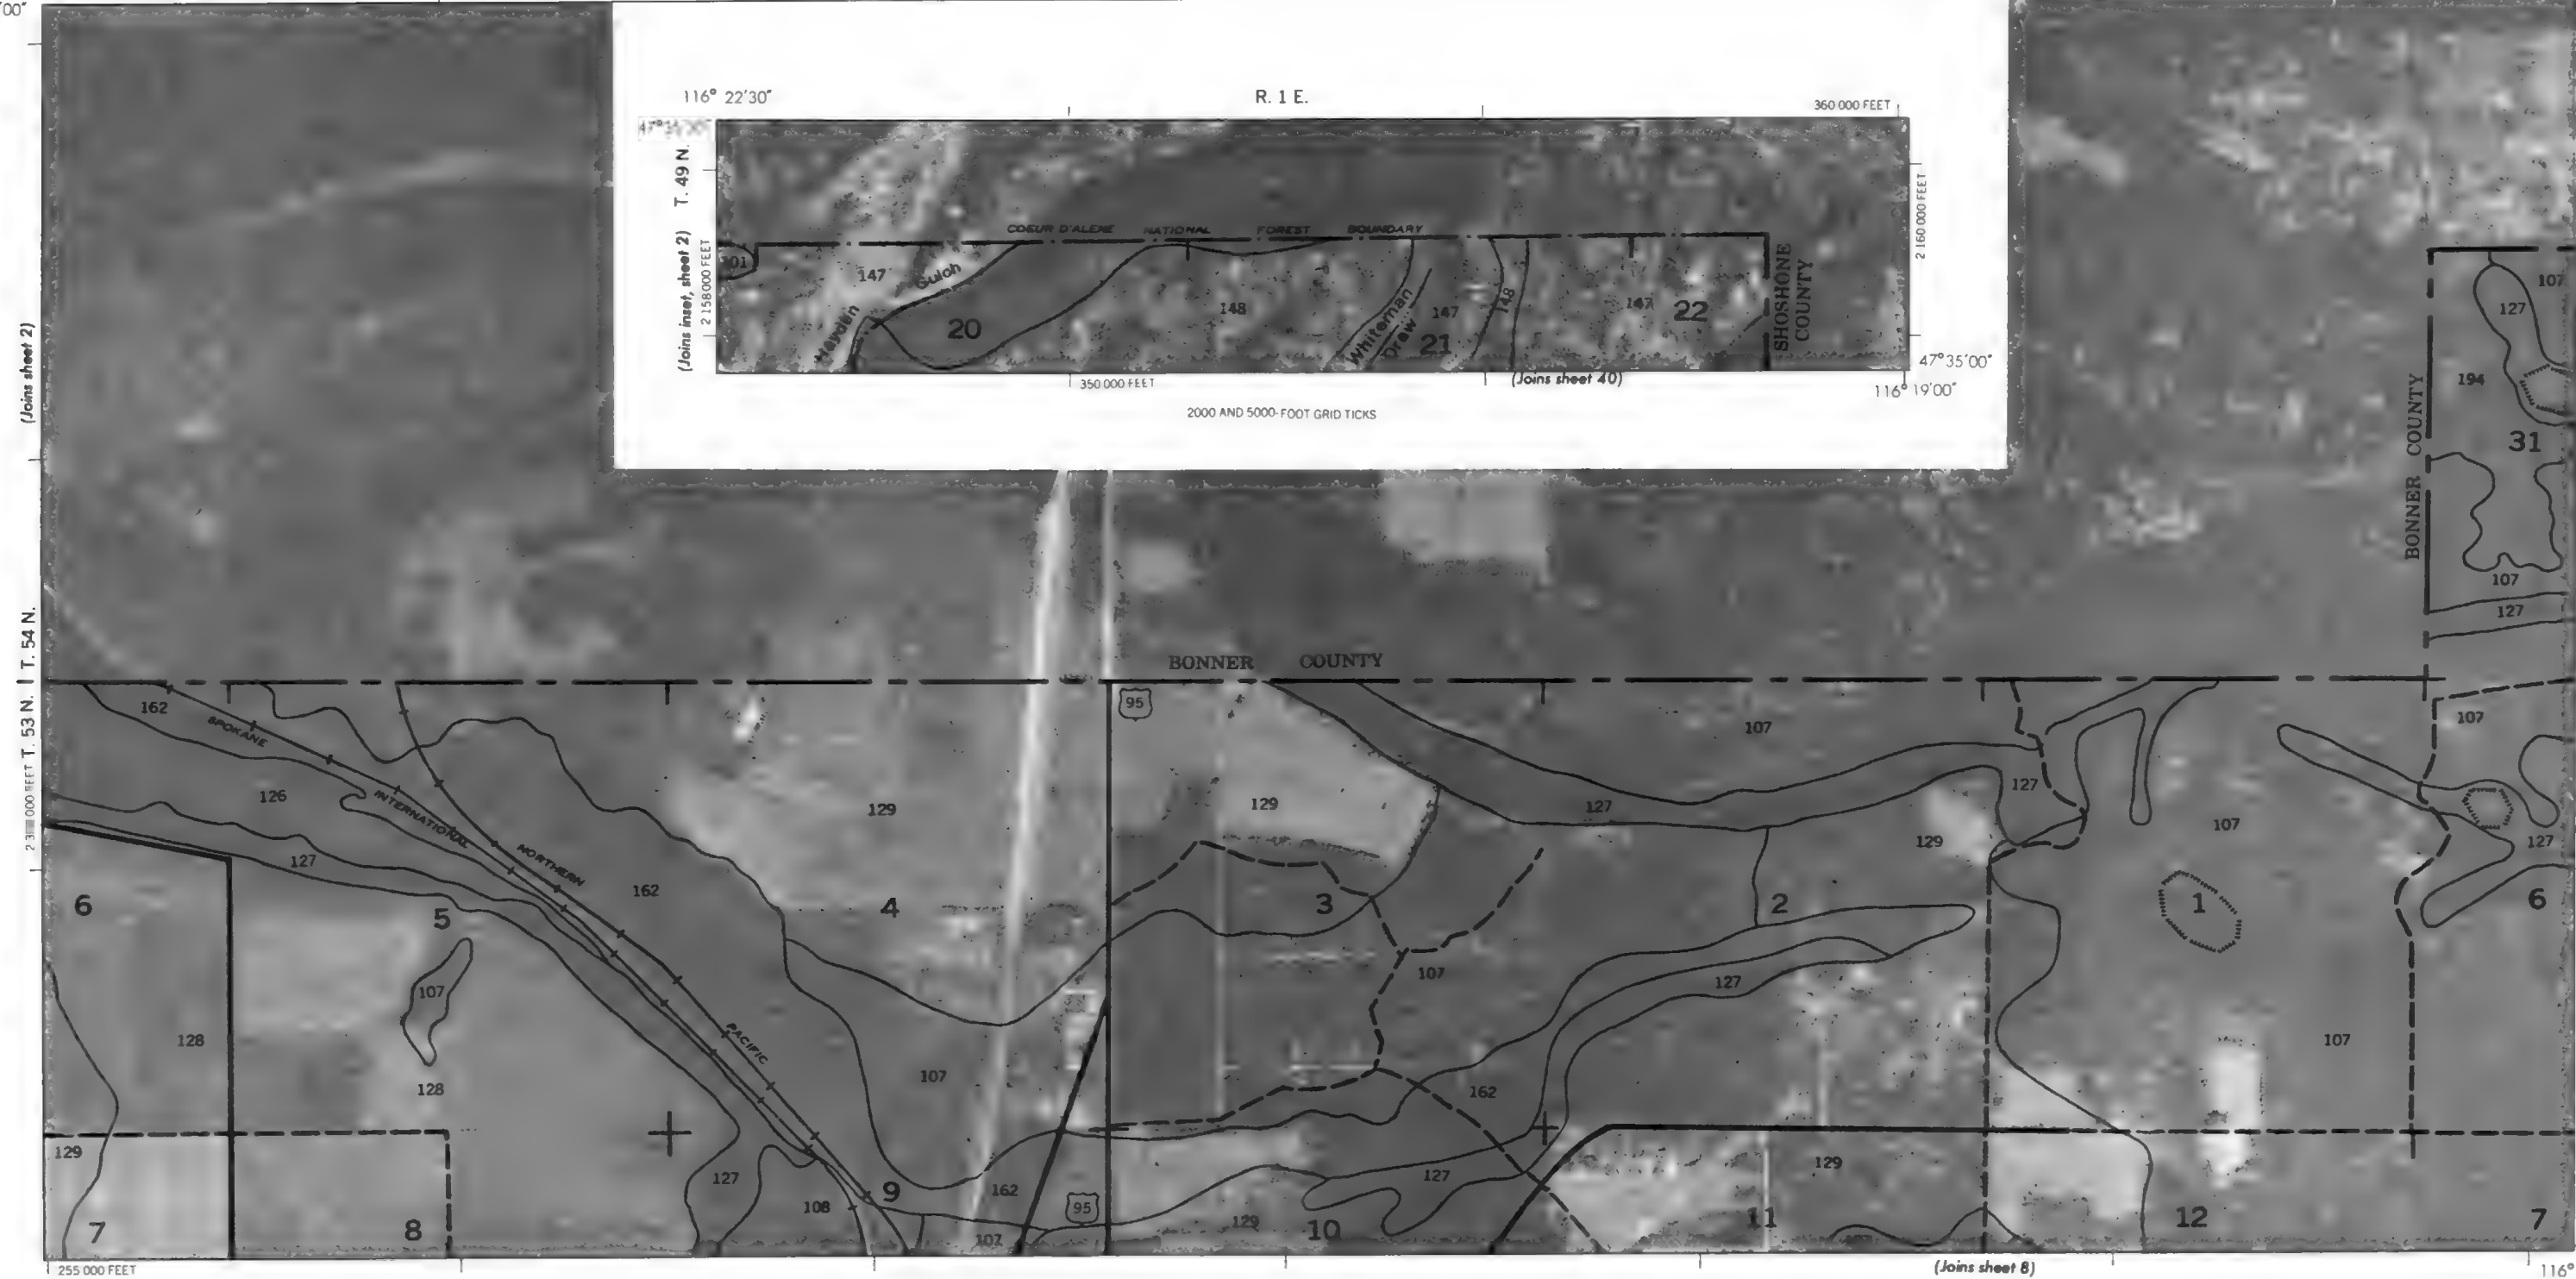 00"
116° 22'30"
R. 1 E.
360 000 FEET
T. 49 N.
(Joins inset, sheet 2)
2 158 000 FEET
2 160 000 FEET
COEUR D'ALENE NATIONAL FOREST BOUNDARY
147
Hayden Gulch
20
148
Whiteman Draw
147
21
148
147
22
SHOSHONE COUNTY
47°35'00"
350 000 FEET
(Joins sheet 40)
116° 19'00"
2000 AND 5000-FOOT GRID TICKS
(Joins sheet 2)
T. 53 N. | T. 54 N.
000 FEET
107
127
194
BONNER COUNTY
31
107
127
BONNER COUNTY
162
SPOKANE INTERNATIONAL
95
107
107
126
129
129
127
127
129
107
127
NORTHERN PACIFIC
127
162
6
5
4
3
2
1
6
107
107
127
128
107
128
107
162
129
127
108
9
162
95
107
127
129
129
7
8
10
11
12
7
255 000 FEET
(Joins sheet 8)
116°